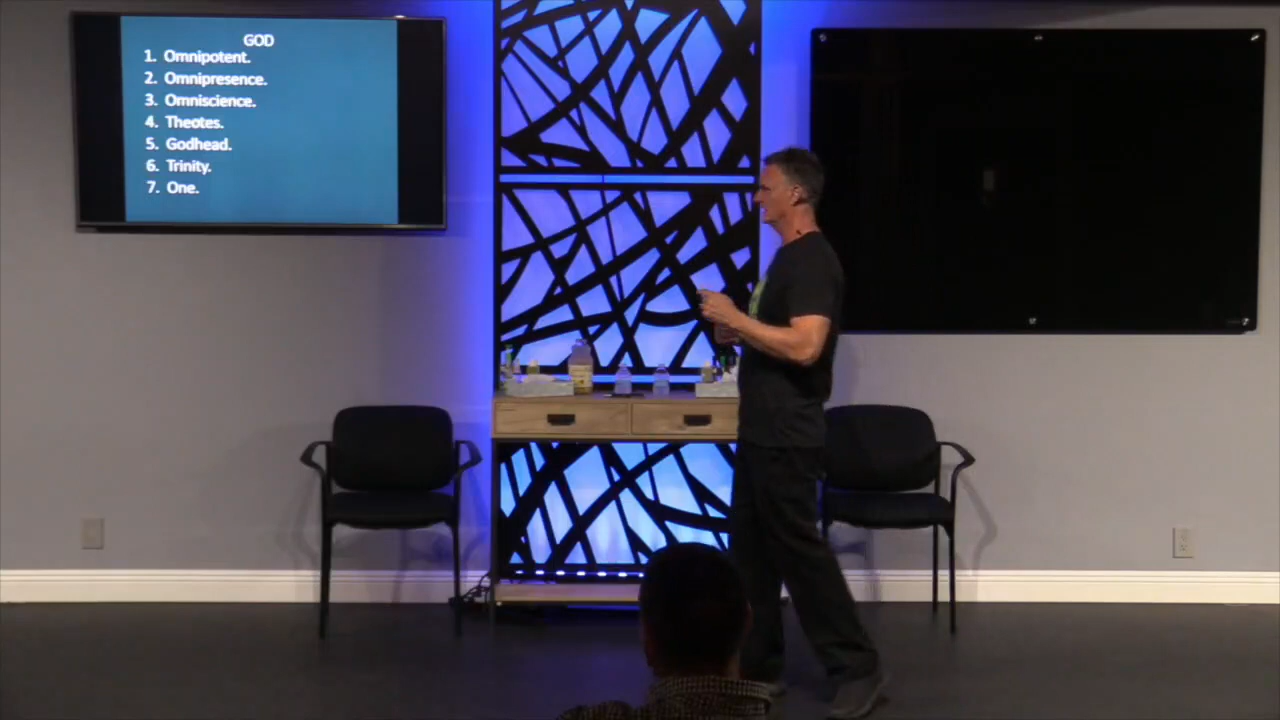 GOD
1. Omnipotent.
2. Omnipresence.
3. Omniscience.
4. Theotes.
5. Godhead.
6. Trinity.
7. One.